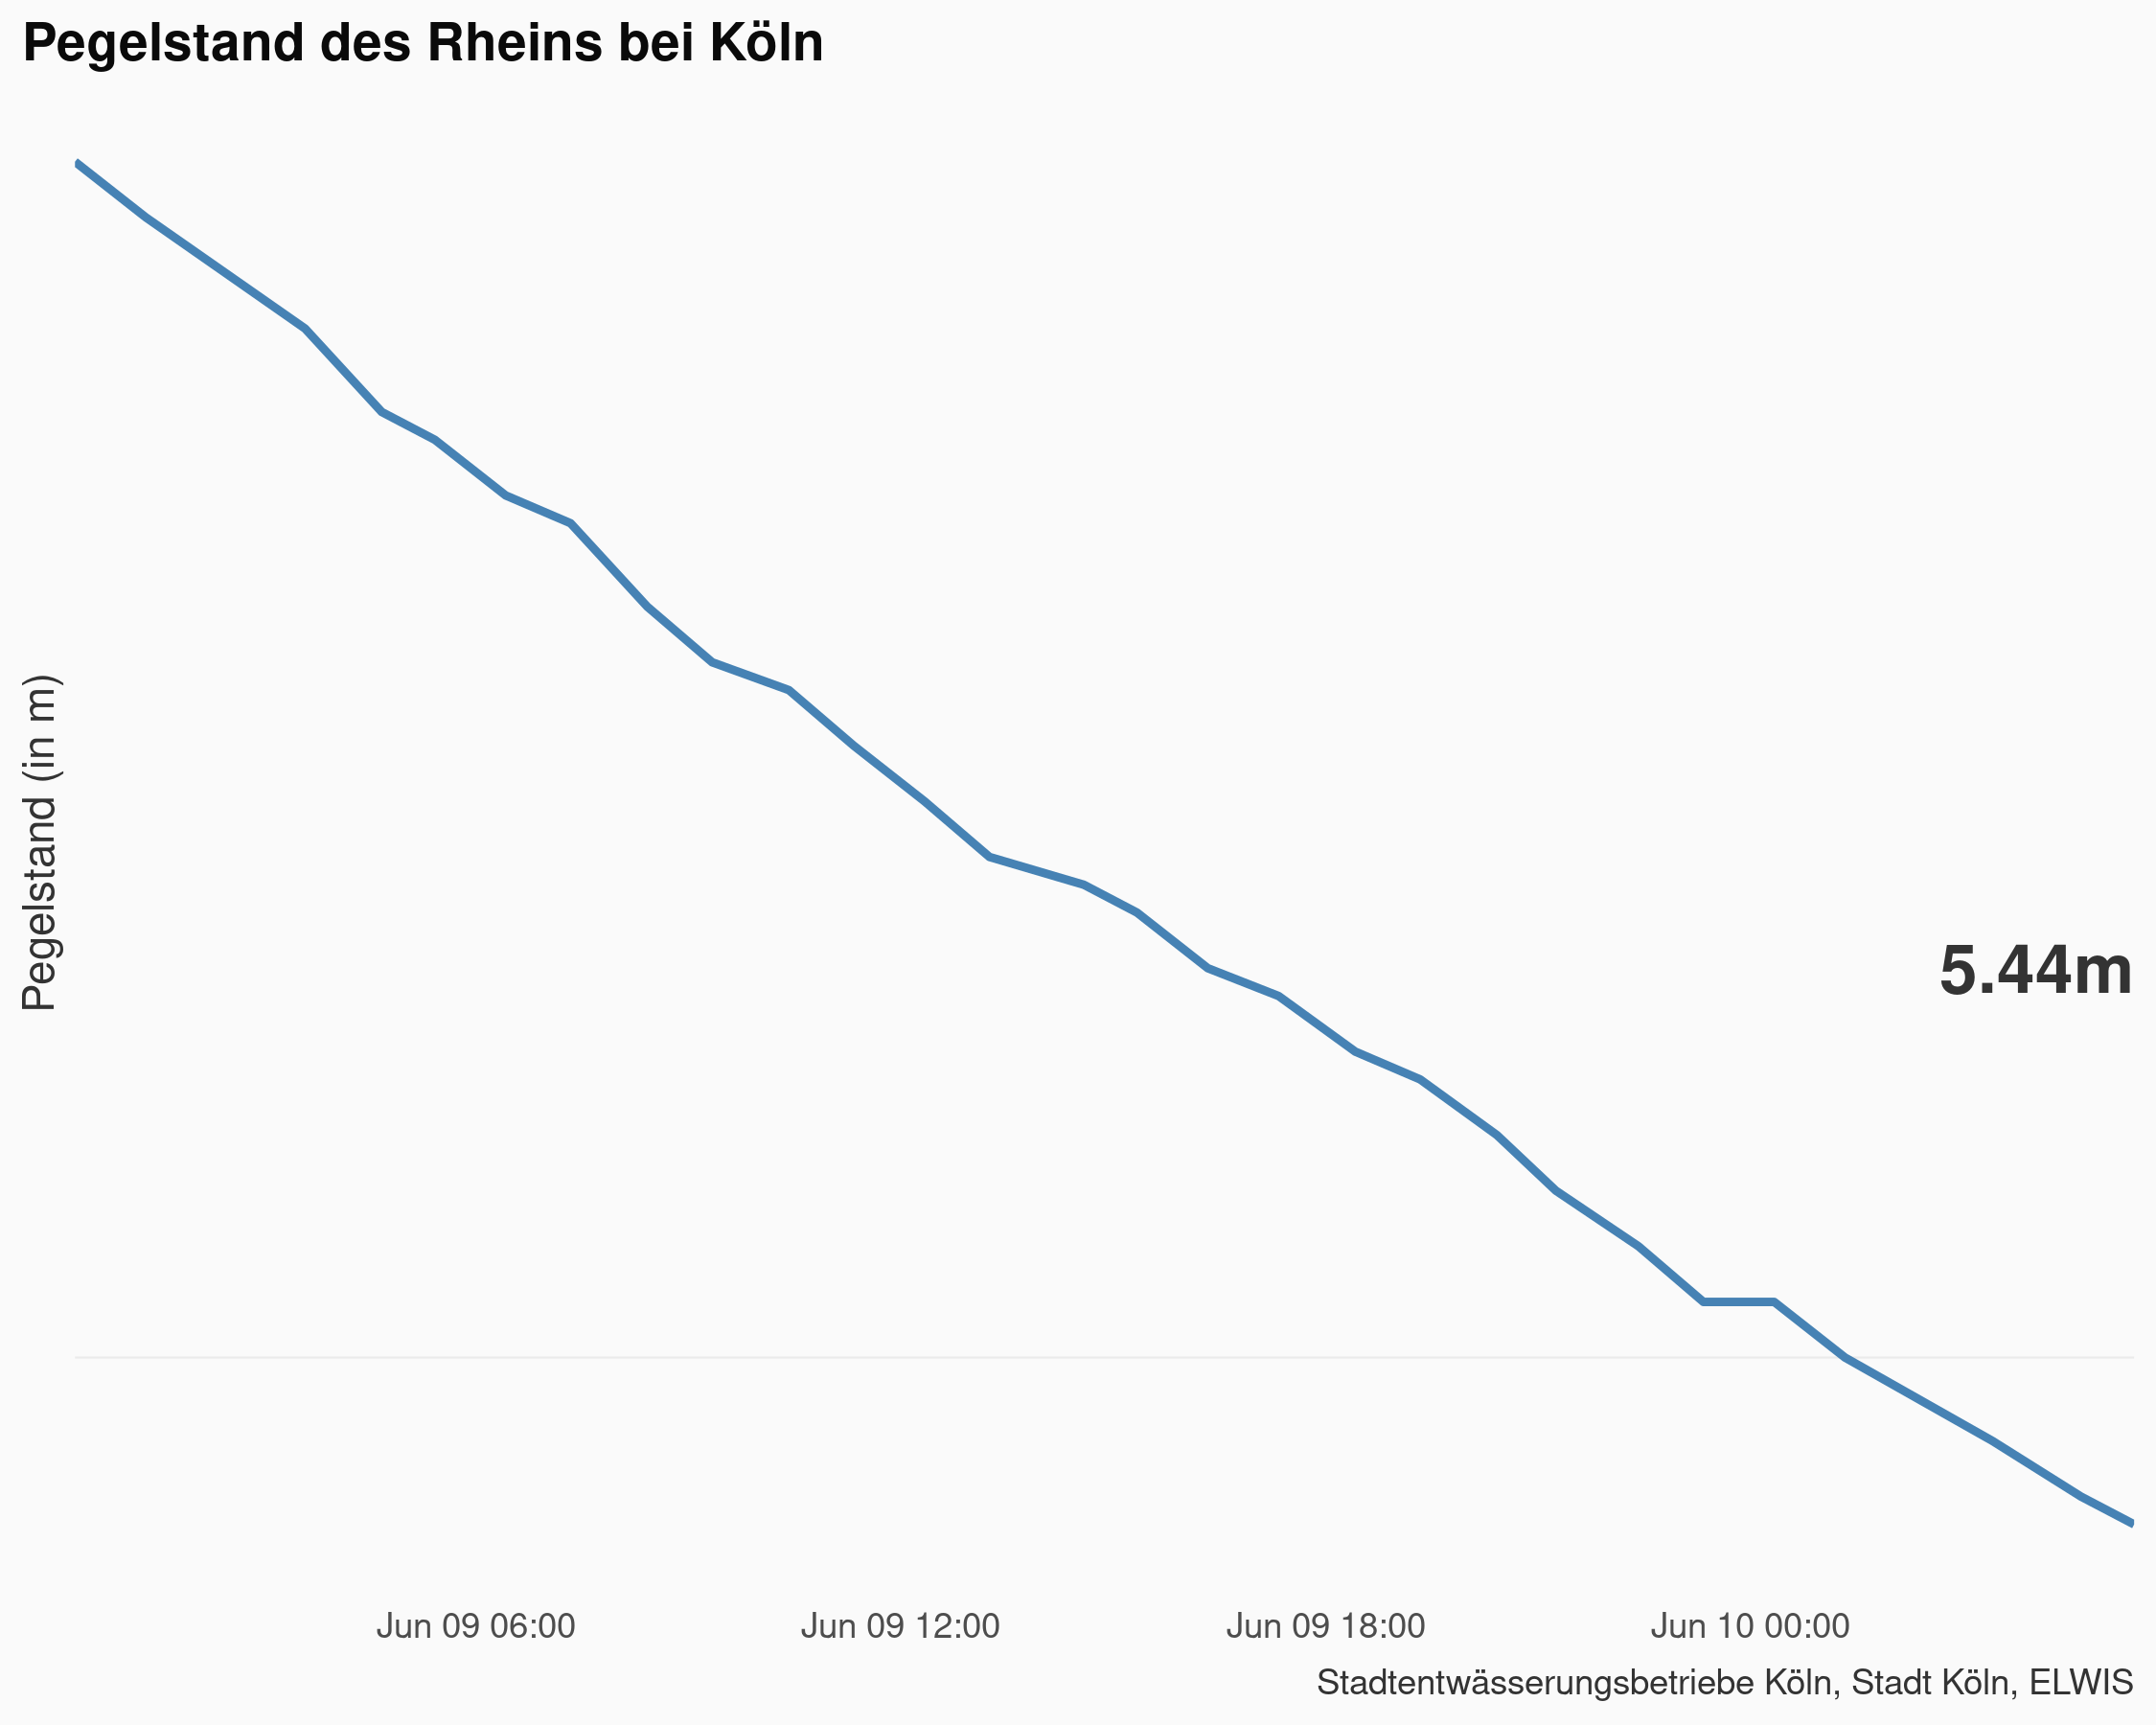 Pegelstand des Rheins bei Köln
Pegelstand (in m)
5.44m
Jun 09 06:00
Jun 09 12:00
Jun 09 18:00
Jun 10 00:00
Stadtentwässerungsbetriebe Köln, Stadt Köln, ELWIS